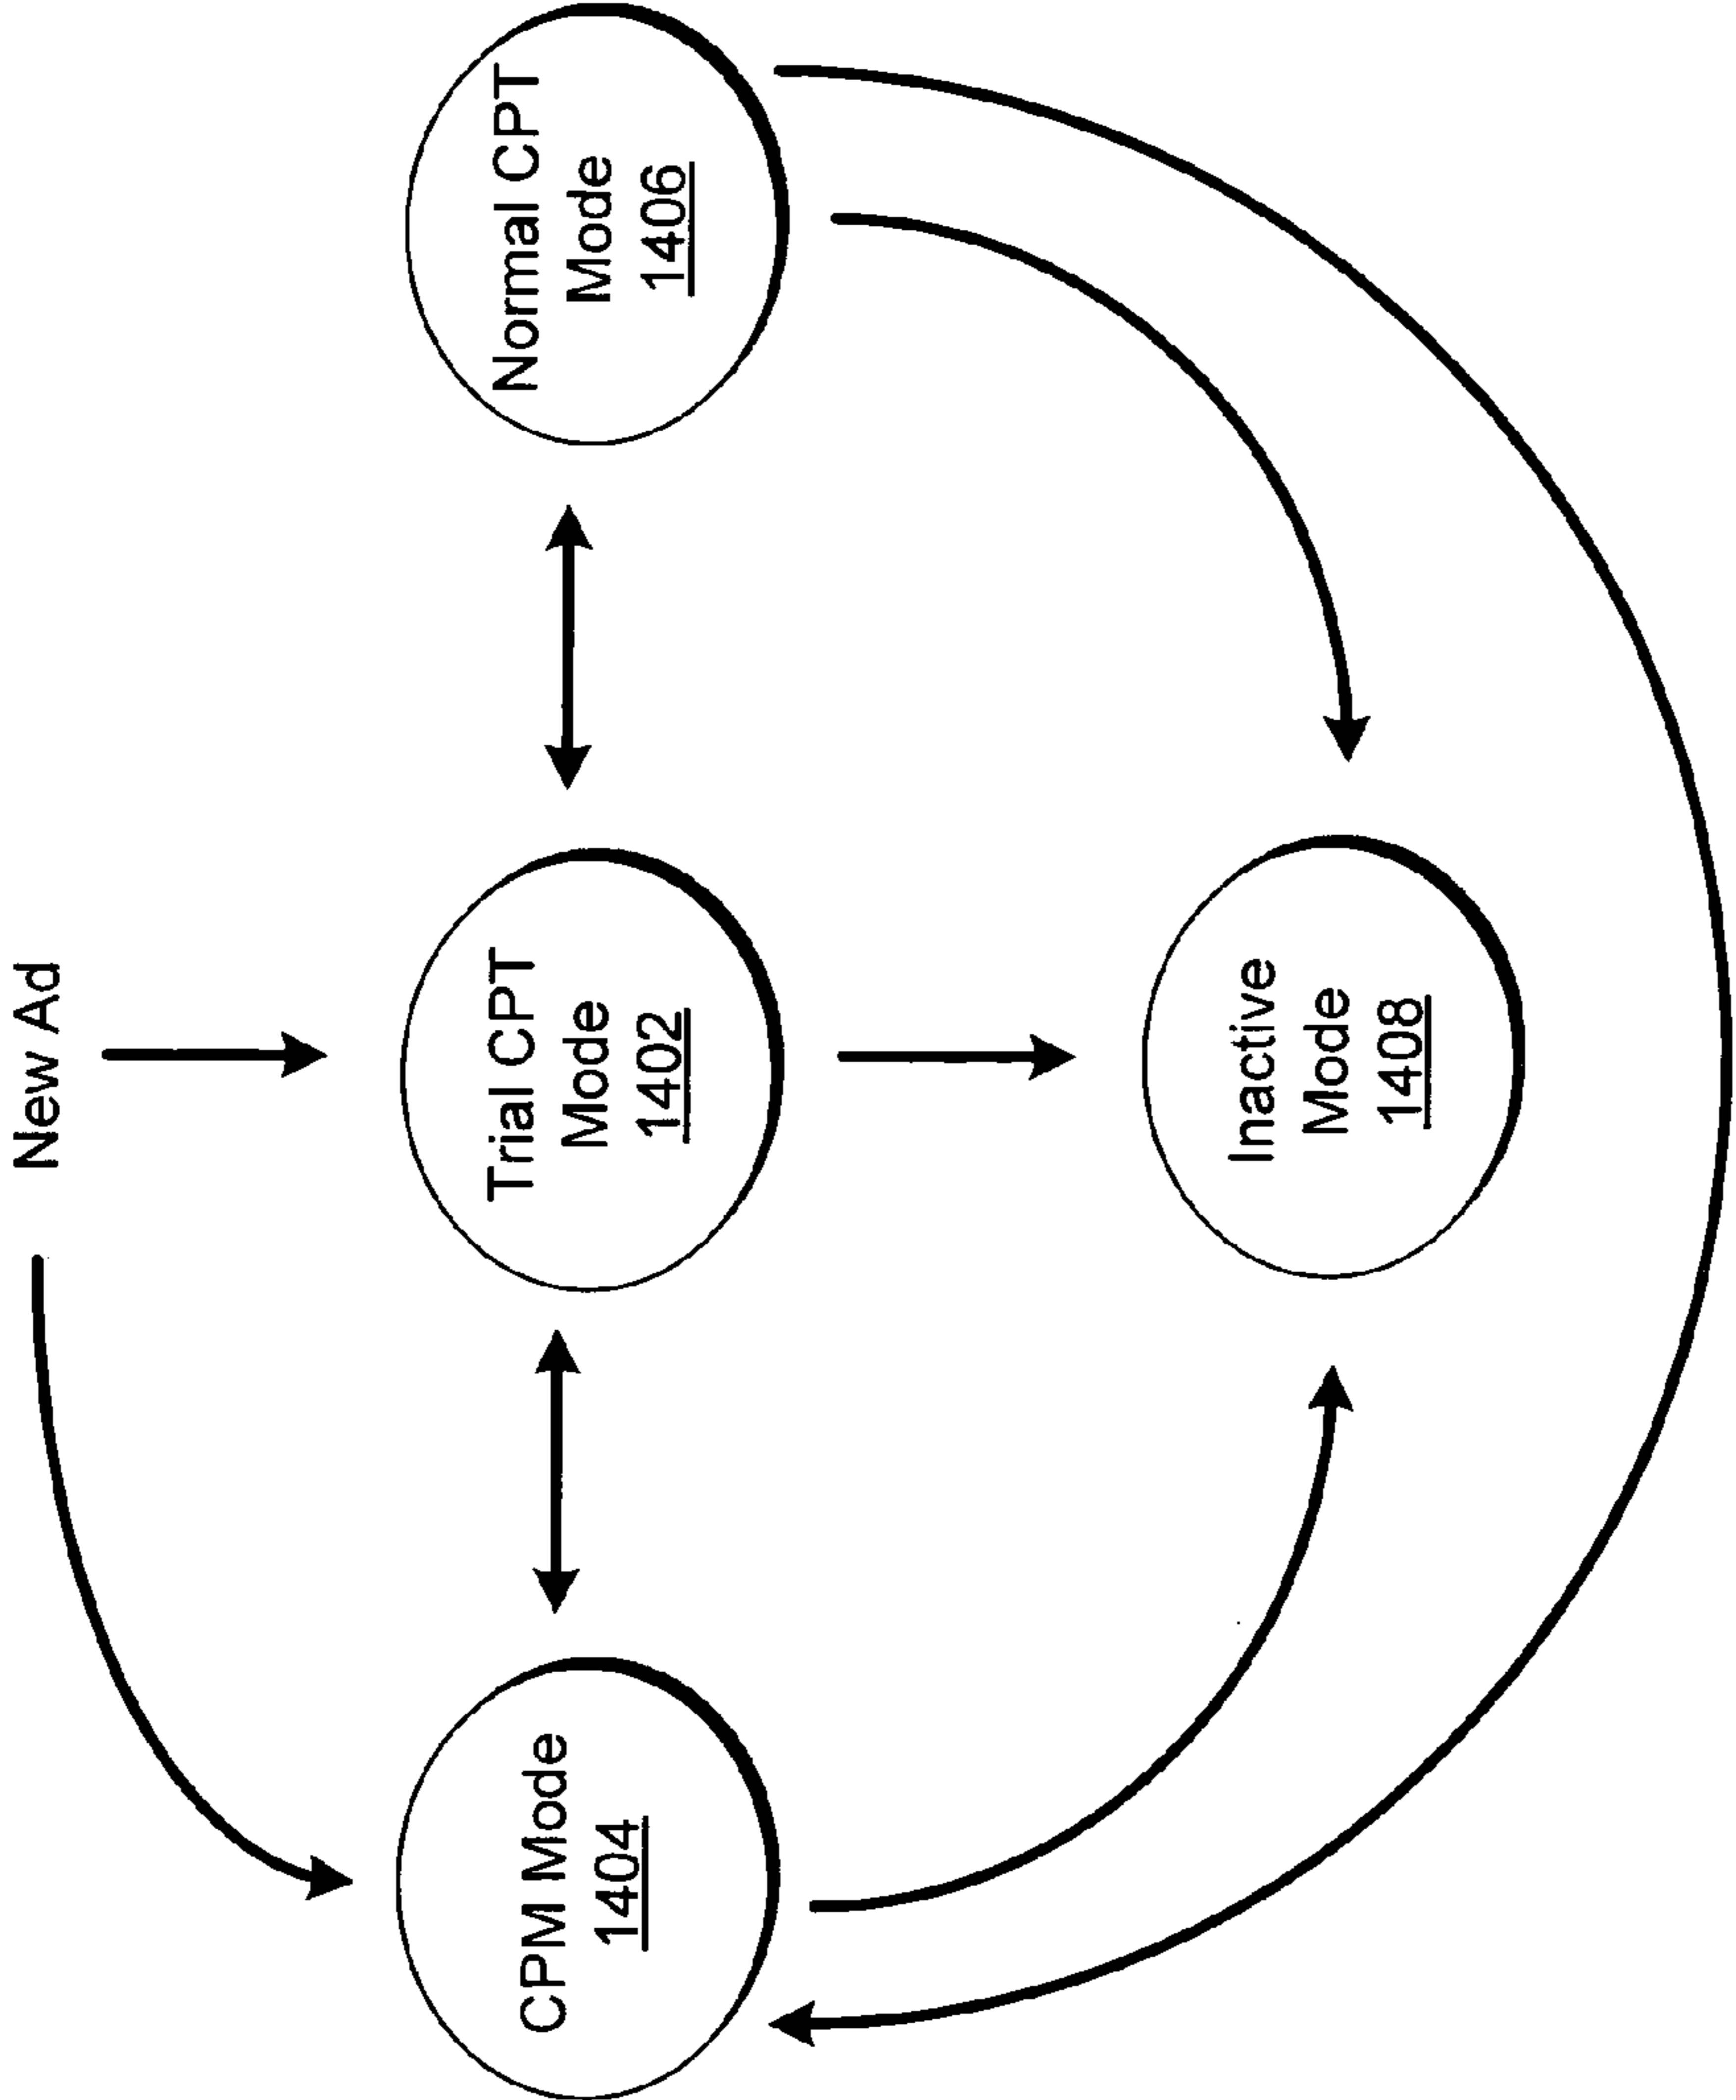 New Ad
CPM Mode
1404
Trial CPT
Mode
1402
Normal CPT
Mode
1406
Inactive
Mode
1408